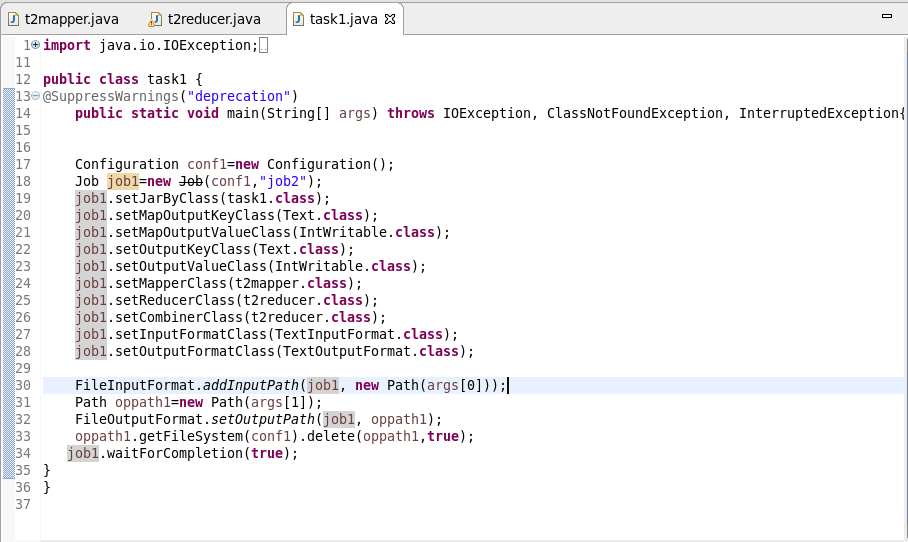 t2mapper.java t2reducer.java task1.java
1 import java.io.IOException;
11
12 public class task1 {
13 @SuppressWarnings("deprecation")
14     public static void main(String[] args) throws IOException, ClassNotFoundException, InterruptedException{
15
16
17     Configuration conf1=new Configuration();
18     Job job1=new Job(conf1,"job2");
19     job1.setJarByClass(task1.class);
20     job1.setMapOutputKeyClass(Text.class);
21     job1.setMapOutputValueClass(IntWritable.class);
22     job1.setOutputKeyClass(Text.class);
23     job1.setOutputValueClass(IntWritable.class);
24     job1.setMapperClass(t2mapper.class);
25     job1.setReducerClass(t2reducer.class);
26     job1.setCombinerClass(t2reducer.class);
27     job1.setInputFormatClass(TextInputFormat.class);
28     job1.setOutputFormatClass(TextOutputFormat.class);
29
30     FileInputFormat.addInputPath(job1, new Path(args[0]));
31     Path oppath1=new Path(args[1]);
32     FileOutputFormat.setOutputPath(job1, oppath1);
33     oppath1.getFileSystem(conf1).delete(oppath1,true);
34    job1.waitForCompletion(true);
35 }
36 }
37